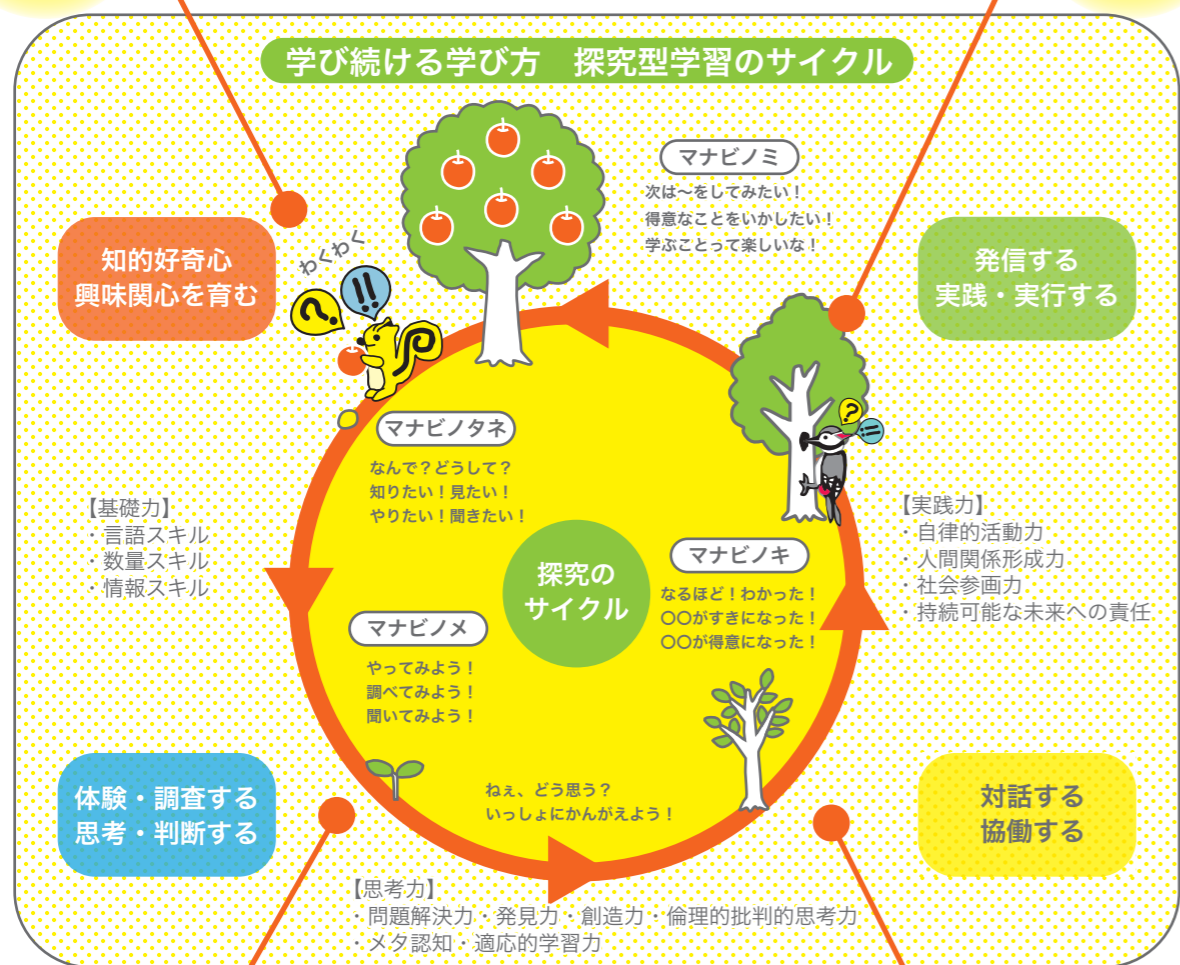 学び続ける学び方　探究型学習のサイクル
マナビノミ
次は～をしてみたい！
得意なことをいかしたい！
学ぶことって楽しいな！
知的好奇心
興味関心を育む
わくわく
?.
!!
発信する
実践・実行する
?
!!
マナビノタネ
なんで？どうして？
知りたい！見たい！
やりたい！聞きたい！
【基礎力】
・言語スキル
・数量スキル
・情報スキル
探究の
サイクル
マナビノキ
なるほど！わかった！
〇〇がすきになった！
〇〇が得意になった！
【実践力】
・自律的活動力
・人間関係形成力
・社会参画力
・持続可能な未来への責任
マナビノメ
やってみよう！
調べてみよう！
聞いてみよう！
体験・調査する
思考・判断する
ねぇ、どう思う？
いっしょにかんがえよう！
対話する
協働する
【思考力】
・問題解決力・発見力・創造力・倫理的批判的思考力
・メタ認知・適応的学習力